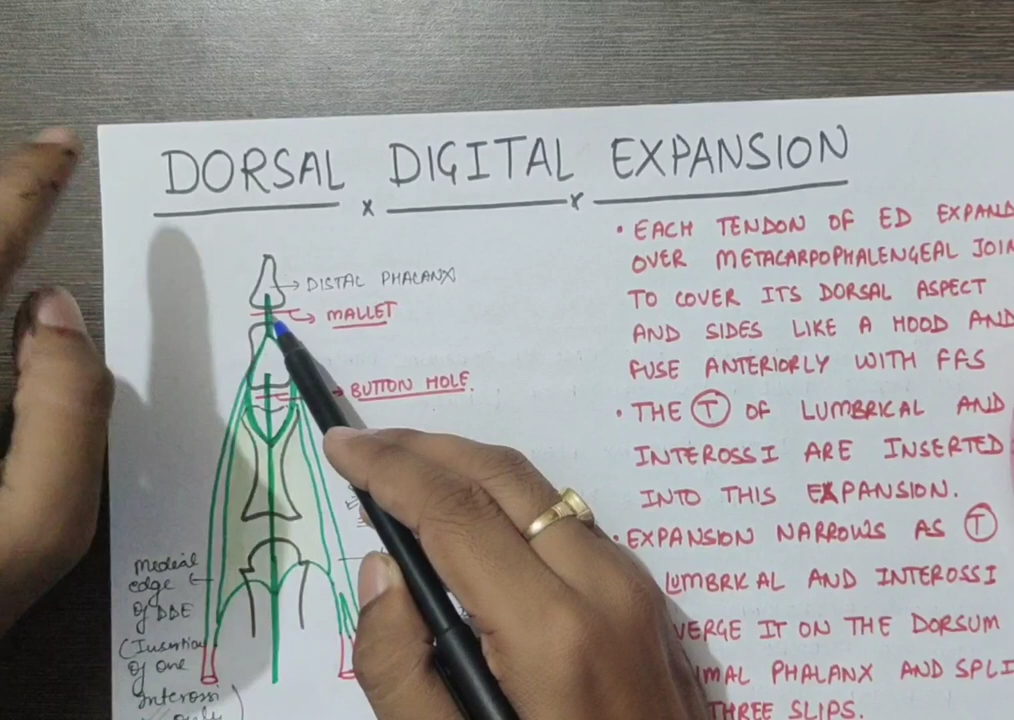 DORSAL DIGITAL EXPANSION
x x
DISTAL PHALANX
MALLET
BUTTON HOLE.
Medial
edge
of DDE
(Insertion
of one
Interossi
only)
• EACH TENDON OF ED EXPAND
OVER METACARPOPHALENGEAL JOIN
TO COVER ITS DORSAL ASPECT
AND SIDES LIKE A HOOD AND
FUSE ANTERIORLY WITH FFS
• THE T OF LUMBRICAL AND
INTEROSSI ARE INSERTED
INTO THIS EXPANSION.
• EXPANSION NARROWS AS T
LUMBRICAL AND INTEROSSI
VERGE IT ON THE DORSUM
IMAL PHALANX AND SPLI
THREE SLIPS.